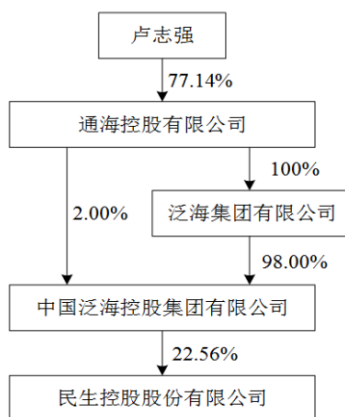 卢志强
77.14%
通海控股有限公司
100%
泛海集团有限公司
2.00%
98.00%
中国泛海控股集团有限公司
22.56%
民生控股股份有限公司